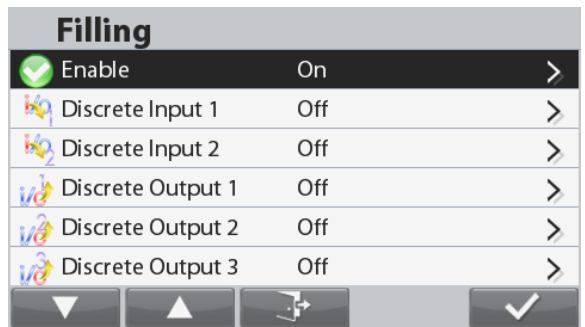 Filling
Enable On
Discrete Input 1 Off
Discrete Input 2 Off
Discrete Output 1 Off
Discrete Output 2 Off
Discrete Output 3 Off